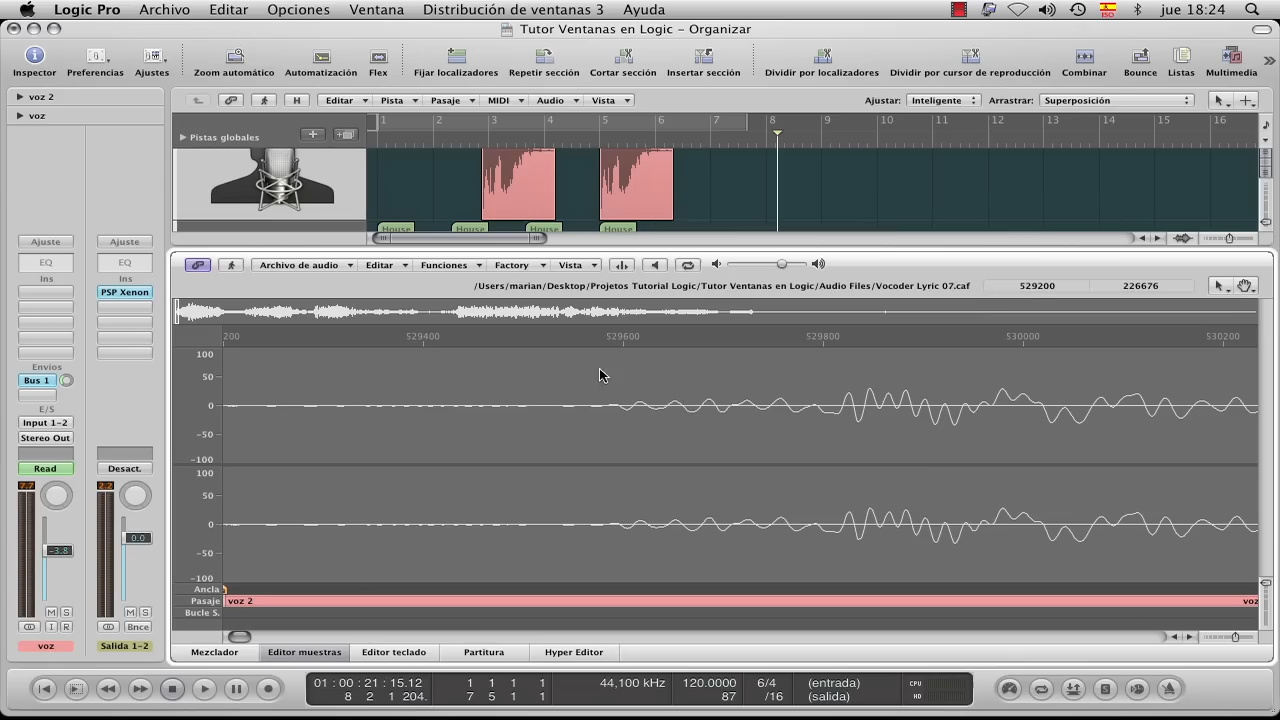 Logic Pro Archivo Editar Opciones Ventana Distribución de ventanas 3 Ayuda ISO jue 18:24
Tutor Ventanas en Logic – Organizar
Inspector Preferencias Ajustes Zoom automático Automatización Flex Fijar localizadores Repetir sección Cortar sección Insertar sección Dividir por localizadores Dividir por cursor de reproducción Combinar Bounce Listas Multimedia
voz 2
voz
H Editar Pista Pasaje MIDI Audio Vista Ajustar: Inteligente Arrastrar: Superposición
1 2 3 4 5 6 7 8 9 10 11 12 13 14 15 16
Pistas globales
House House House House
Ajuste Ajuste
EQ EQ
Ins Ins
PSP Xenon
Envios
Bus 1
E/S
Input 1-2
Stereo Out
Read Desact.
7.7 2.2
-3.8 0.0
M S M S
I R Bnce
voz Salida 1-2
Archivo de audio Editar Funciones Factory Vista
/Users/marian/Desktop/Projetos Tutorial Logic/Tutor Ventanas en Logic/Audio Files/Vocoder Lyric 07.caf 529200 226676
200 529400 529600 529800 530000 530200
100
50
0
-50
-100
100
50
0
-50
-100
Ancla
Pasaje voz 2 voz
Bucle S.
Mezclador Editor muestras Editor teclado Partitura Hyper Editor
01 : 00 : 21 : 15.12 1 1 1 1 44,100 kHz 120.0000 6/4 (entrada) CPU
8 2 1 204. 7 5 1 1 87 /16 (salida) HD